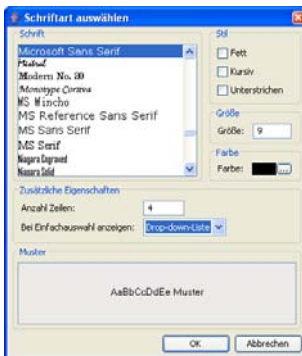 Schriftart auswählen
Schrift
Microsoft Sans Serif
Mistral
Modern No. 20
Monotype Corsiva
MS Mincho
MS Reference Sans Serif
MS Sans Serif
MS Serif
Niagara Engraved
Niagara Solid
Stil
Fett
Kursiv
Unterstrichen
Größe
Größe: 9
Farbe
Farbe: ...
Zusätzliche Eigenschaften
Anzahl Zeilen: 4
Bei Einfachauswahl anzeigen: Drop-down-Liste
Muster
AaBbCcDdEe Muster
OK Abbrechen